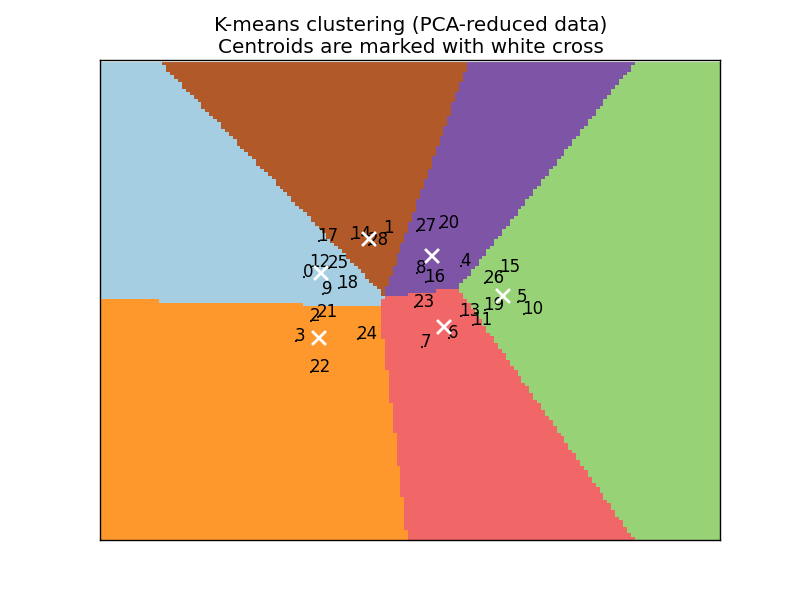 K-means clustering (PCA-reduced data)
Centroids are marked with white cross
27 20
17 14 28 1
12 25 8 4 15
0 16 26
9 18
23 19 5
2 21 13 11 10
3 24 7 6
22